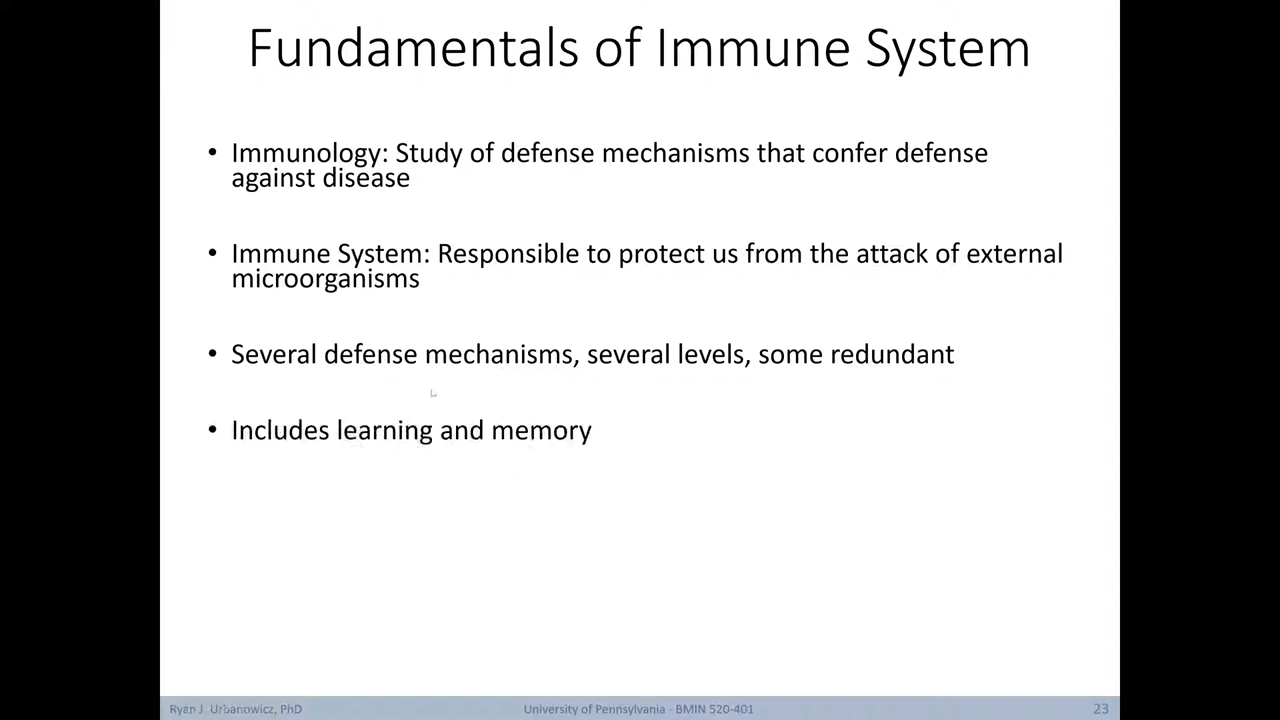 Fundamentals of Immune System
• Immunology: Study of defense mechanisms that confer defense
against disease
• Immune System: Responsible to protect us from the attack of external
microorganisms
• Several defense mechanisms, several levels, some redundant
• Includes learning and memory
Ryan J. Urbanowicz, PhD
University of Pennsylvania - BMIN 520-401
23